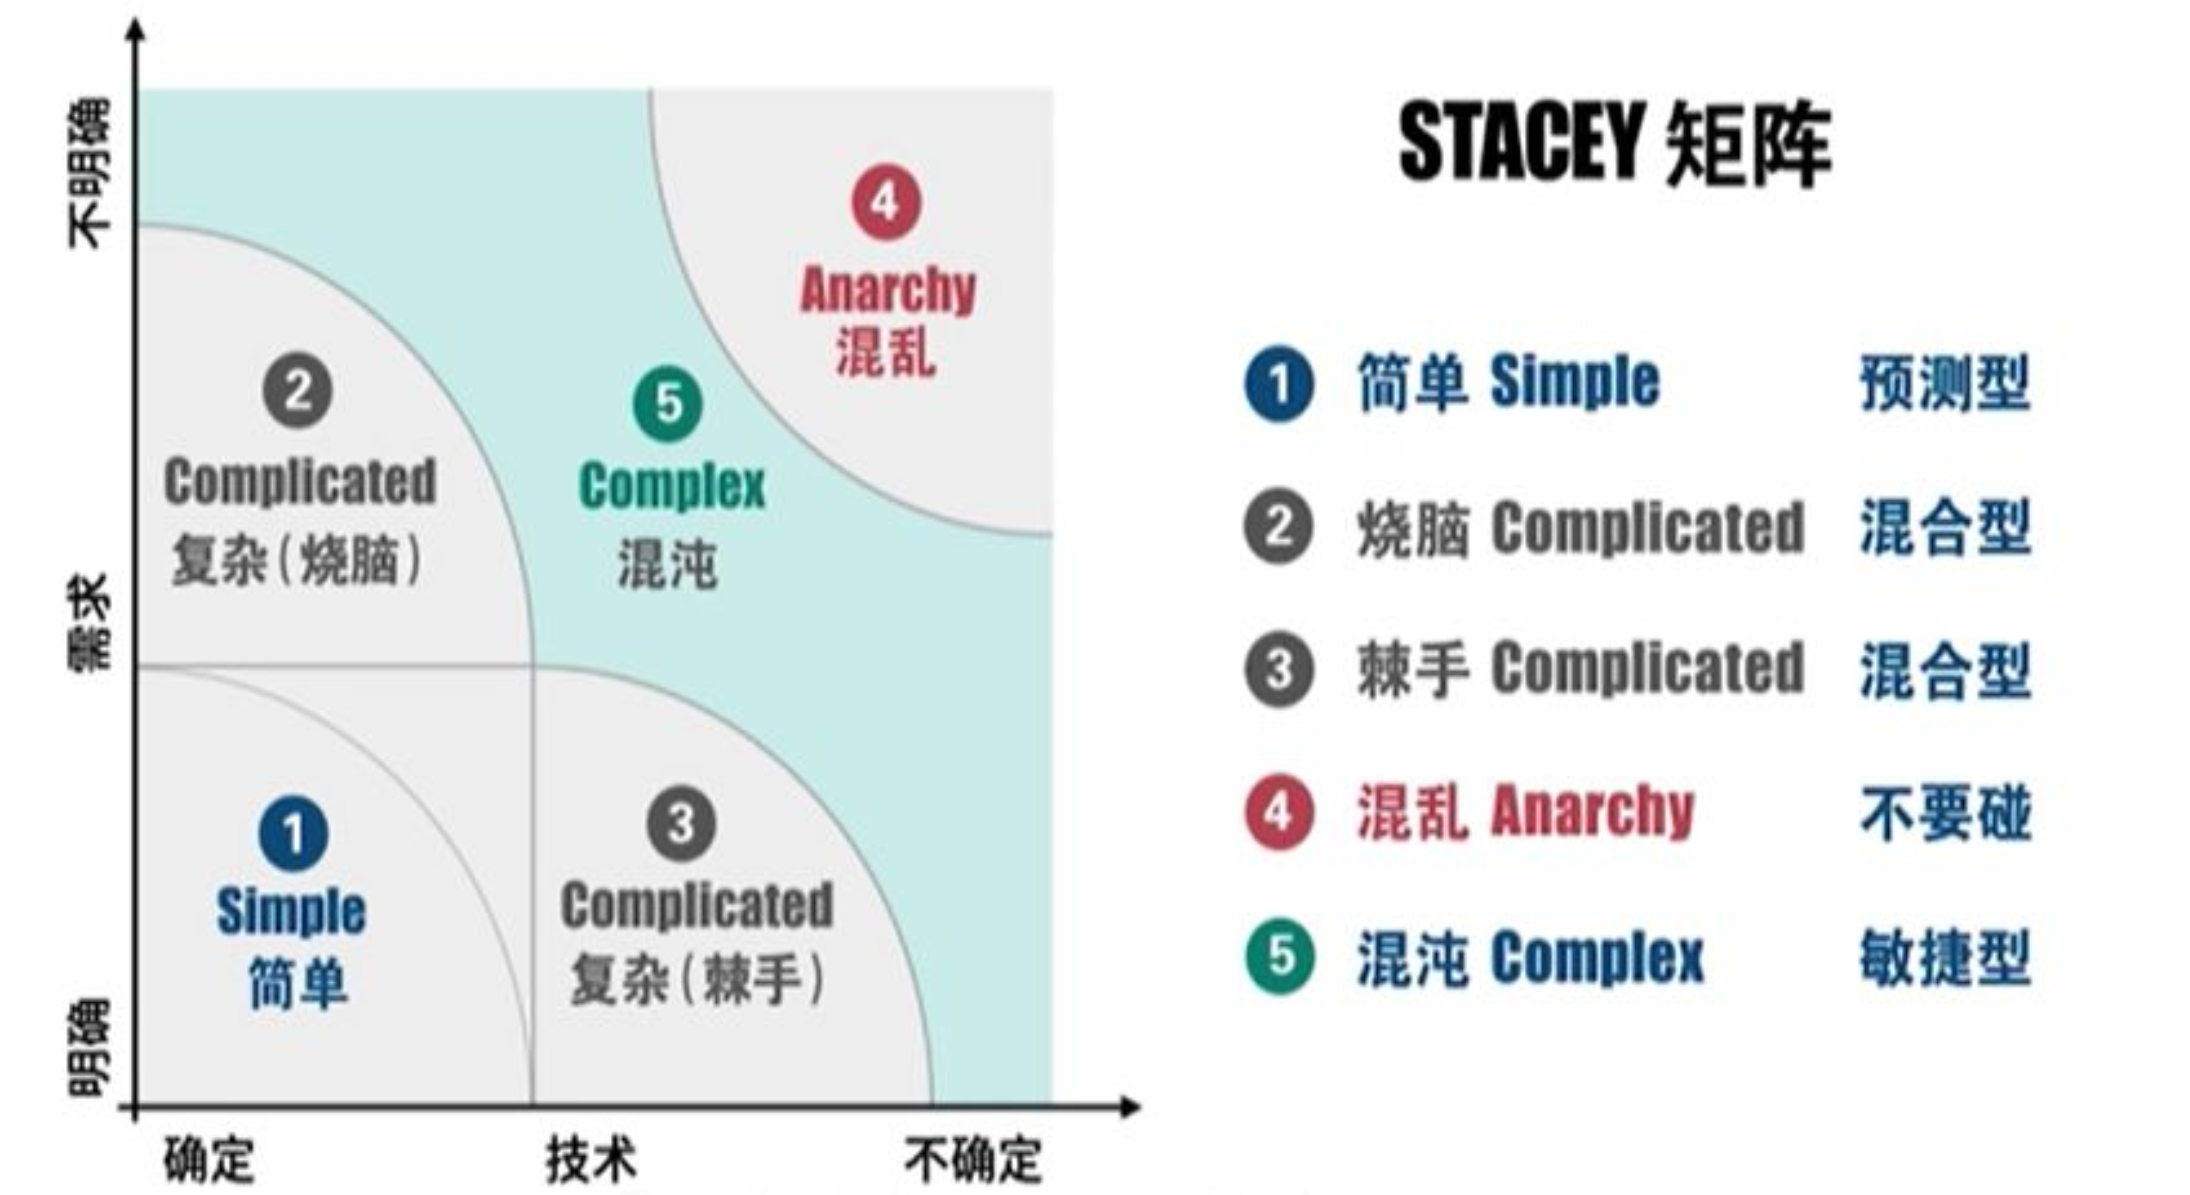 不明确
需求
明确
4
Anarchy
混乱
2
Complicated
复杂(烧脑)
5
Complex
混沌
1
Simple
简单
3
Complicated
复杂(棘手)
确定 技术 不确定
STACEY 矩阵
1 简单 Simple 预测型
2 烧脑 Complicated 混合型
3 棘手 Complicated 混合型
4 混乱 Anarchy 不要碰
5 混沌 Complex 敏捷型